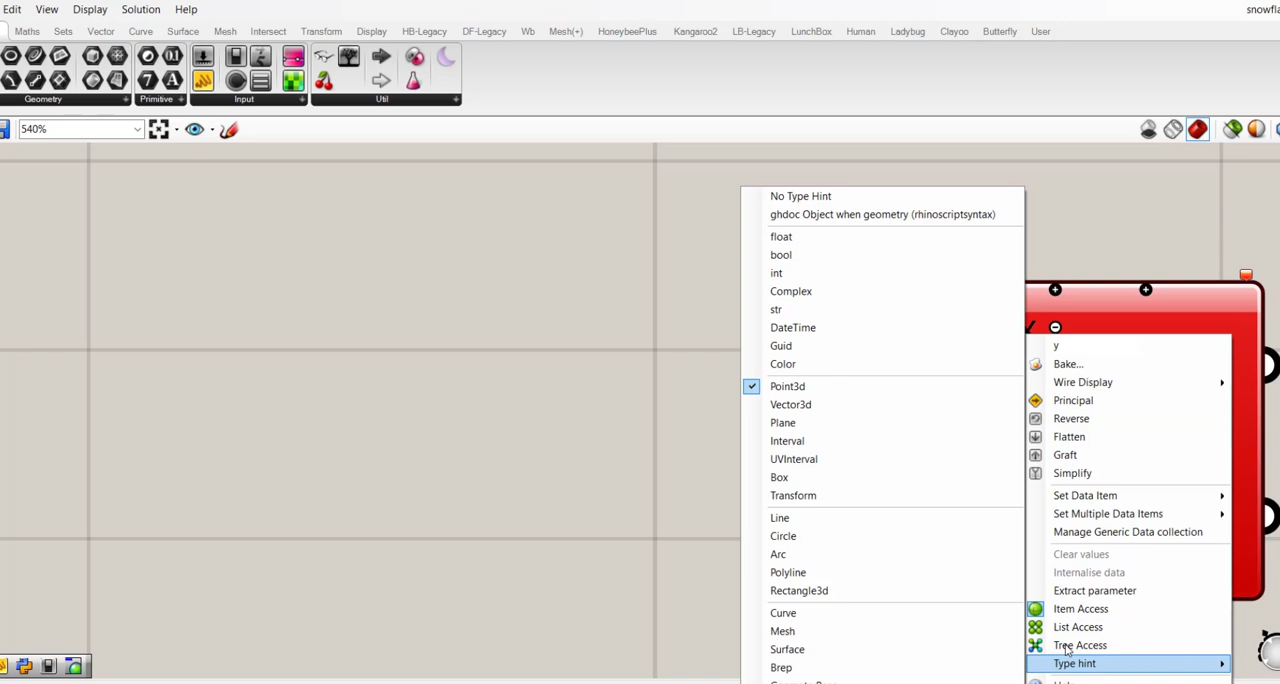 Edit View Display Solution Help snowfla
Maths Sets Vector Curve Surface Mesh Intersect Transform Display HB-Legacy DF-Legacy Wb Mesh(+) HoneybeePlus Kangaroo2 LB-Legacy LunchBox Human Ladybug Clayoo Butterfly User
0.1
7 A
Geometry Primitive Input Util
540%
No Type Hint
ghdoc Object when geometry (rhinoscriptsyntax)
float
bool
int
Complex
str
DateTime
Guid
Color
Point3d
Vector3d
Plane
Interval
UVInterval
Box
Transform
Line
Circle
Arc
Polyline
Rectangle3d
Curve
Mesh
Surface
Brep
y
Bake...
Wire Display
Principal
Reverse
Flatten
Graft
Simplify
Set Data Item
Set Multiple Data Items
Manage Generic Data collection
Clear values
Internalise data
Extract parameter
Item Access
List Access
Tree Access
Type hint